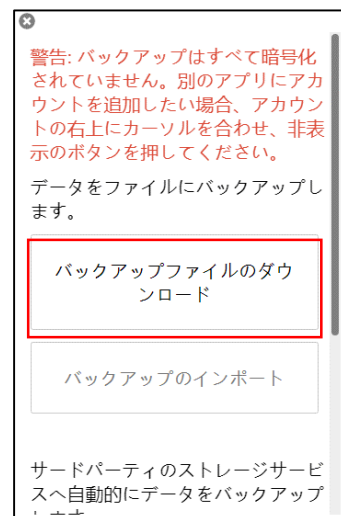 警告: バックアップはすべて暗号化
されていません。別のアプリにアカ
ウントを追加したい場合、アカウン
トの右上にカーソルを合わせ、非表
示のボタンを押してください。
データをファイルにバックアップし
ます。
バックアップファイルのダウ
ンロード
バックアップのインポート
サードパーティのストレージサービ
スへ自動的にデータをバックアップ
します